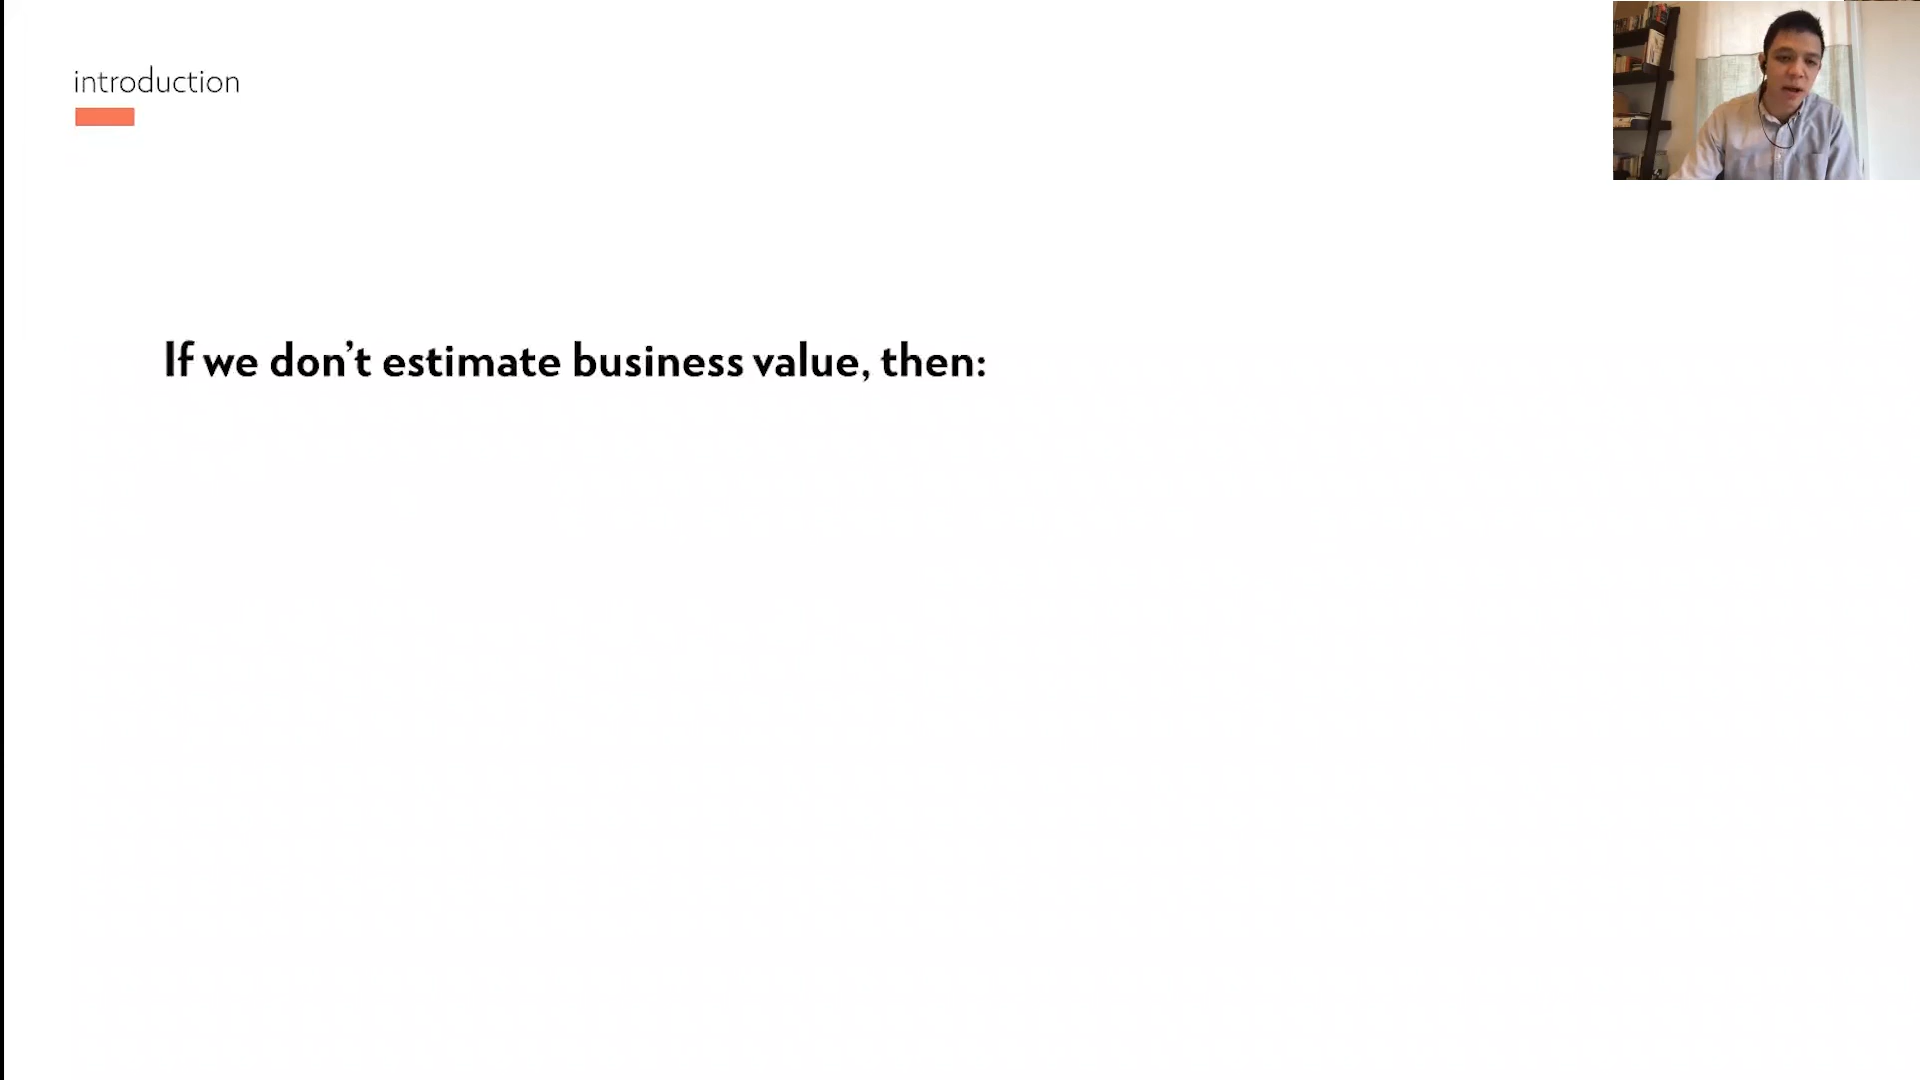 introduction
If we don’t estimate business value, then: